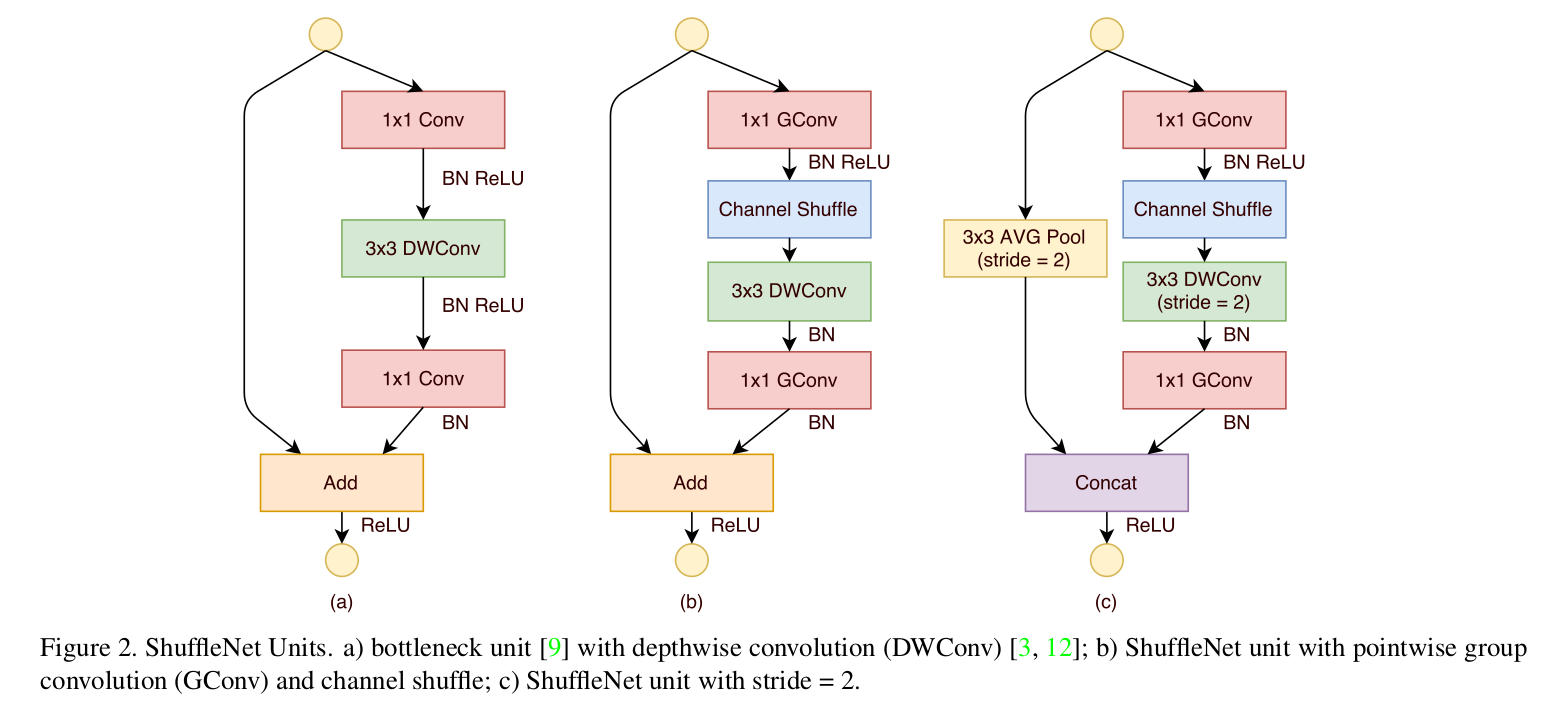 1x1 Conv
BN ReLU
3x3 DWConv
BN ReLU
1x1 Conv
BN
Add
ReLU
(a)
1x1 GConv
BN ReLU
Channel Shuffle
3x3 DWConv
BN
1x1 GConv
BN
Add
ReLU
(b)
3x3 AVG Pool
(stride = 2)
1x1 GConv
BN ReLU
Channel Shuffle
3x3 DWConv
(stride = 2)
BN
1x1 GConv
BN
Concat
ReLU
(c)
Figure 2. ShuffleNet Units. a) bottleneck unit [9] with depthwise convolution (DWConv) [3, 12]; b) ShuffleNet unit with pointwise group
convolution (GConv) and channel shuffle; c) ShuffleNet unit with stride = 2.